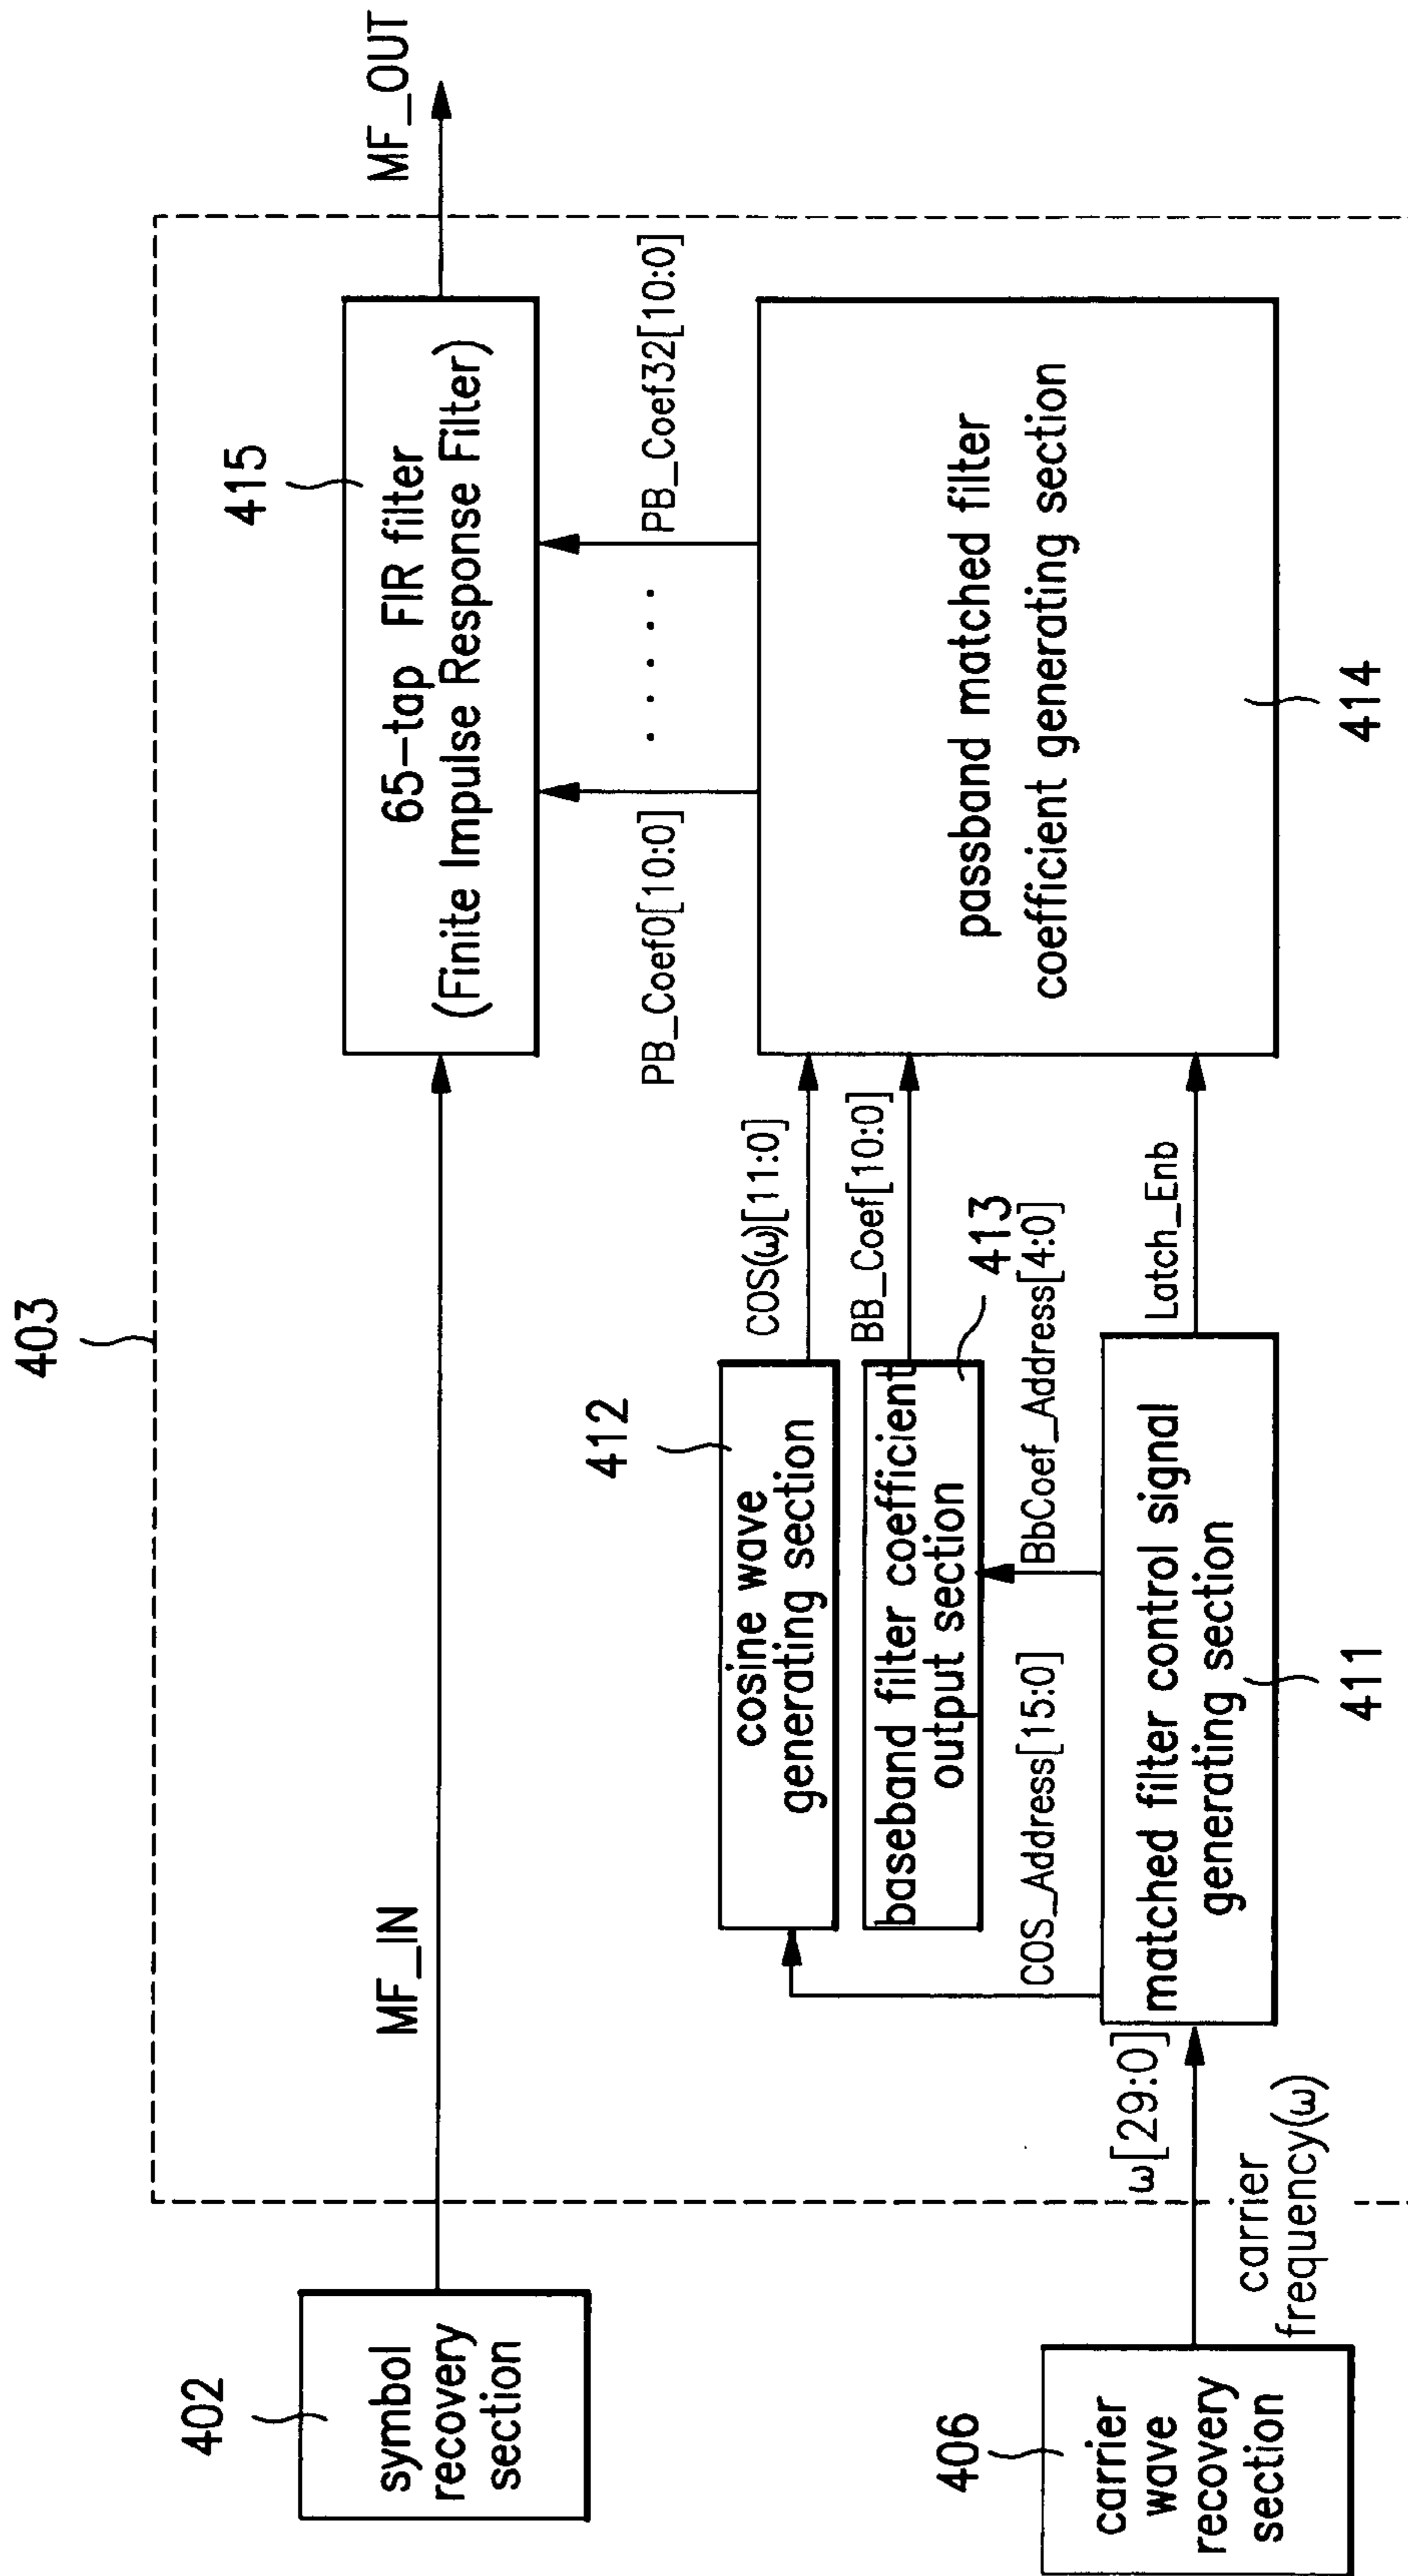 403
402
symbol
recovery
section
MF_IN
415
65-tap FIR filter
(Finite Impulse Response Filter)
MF_OUT
PB_Coef0[10:0]
. . . . .
PB_Coef32[10:0]
412
cosine wave
generating section
COS(ω)[11:0]
baseband filter coefficient
output section
BB_Coef[10:0]
413
COS_Address[15:0]
BbCoef_Address[4:0]
passband matched filter
coefficient generating section
414
406
carrier
wave
recovery
section
ω[29:0]
carrier
frequency(ω)
matched filter control signal
generating section
411
Latch_Enb